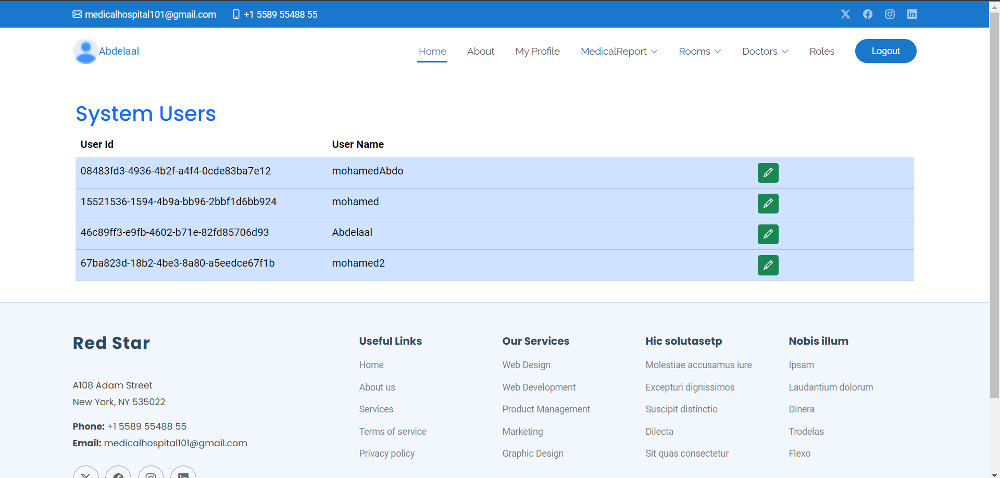 medicalhospital101@gmail.com +1 5589 55488 55
Abdelaal
Home About My Profile MedicalReport Rooms Doctors Roles Logout
System Users
User Id User Name
08483fd3-4936-4b2f-a4f4-0cde83ba7e12 mohamedAbdo
15521536-1594-4b9a-bb96-2bbf1d6bb924 mohamed
46c89ff3-e9fb-4602-b71e-82fd85706d93 Abdelaal
67ba823d-18b2-4be3-8a80-a5eedce67f1b mohamed2
Red Star
A108 Adam Street
New York, NY 535022
Phone: +1 5589 55488 55
Email: medicalhospital101@gmail.com
Useful Links
Home
About us
Services
Terms of service
Privacy policy
Our Services
Web Design
Web Development
Product Management
Marketing
Graphic Design
Hic solutasetp
Molestiae accusamus iure
Excepturi dignissimos
Suscipit distinctio
Dilecta
Sit quas consectetur
Nobis illum
Ipsam
Laudantium dolorum
Dinera
Trodelas
Flexo